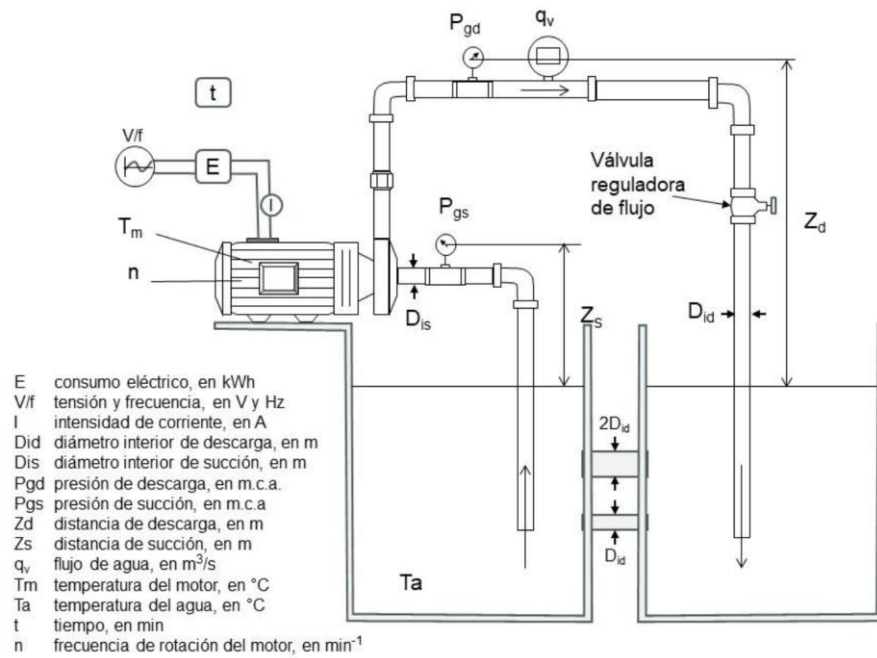 Pgd
qv
t
V/f
E
Válvula
reguladora
de flujo
I
Pgs
Tm
Zd
n
Dis
Zs
Did
E consumo eléctrico, en kWh
V/f tensión y frecuencia, en V y Hz
I intensidad de corriente, en A
Did diámetro interior de descarga, en m
Dis diámetro interior de succión, en m
Pgd presión de descarga, en m.c.a.
Pgs presión de succión, en m.c.a
Zd distancia de descarga, en m
Zs distancia de succión, en m
qv flujo de agua, en m³/s
Tm temperatura del motor, en °C
Ta temperatura del agua, en °C
t tiempo, en min
n frecuencia de rotación del motor, en min⁻¹
2Did
Did
Ta